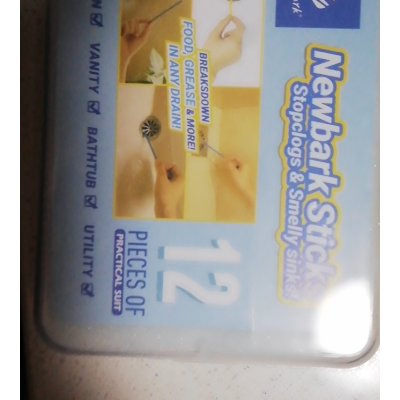 Newbark Sticks
Stopclogs & Smelly sinks!
BREAKSDOWN
FOOD, GREASE & MORE!
IN ANY DRAIN!
12
PIECES OF
PRACTICAL SUIT
VANITY
BATHTUB
UTILITY